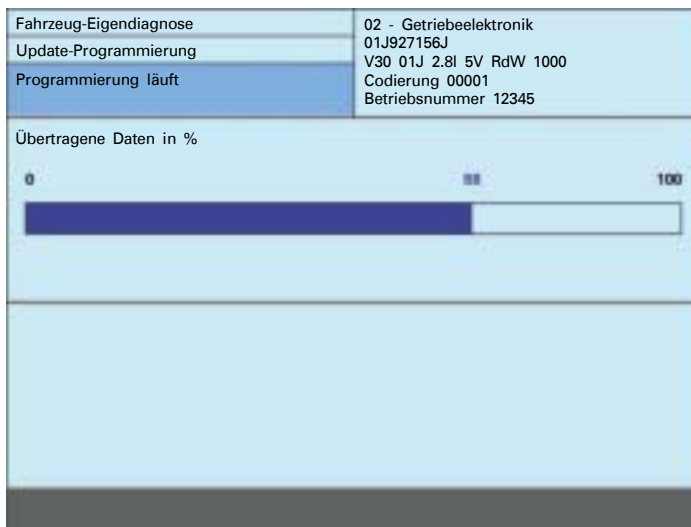 Fahrzeug-Eigendiagnose
Update-Programmierung
Programmierung läuft
02 - Getriebeelektronik
01J927156J
V30 01J 2.8l 5V RdW 1000
Codierung 00001
Betriebsnummer 12345
Übertragene Daten in %
0
100